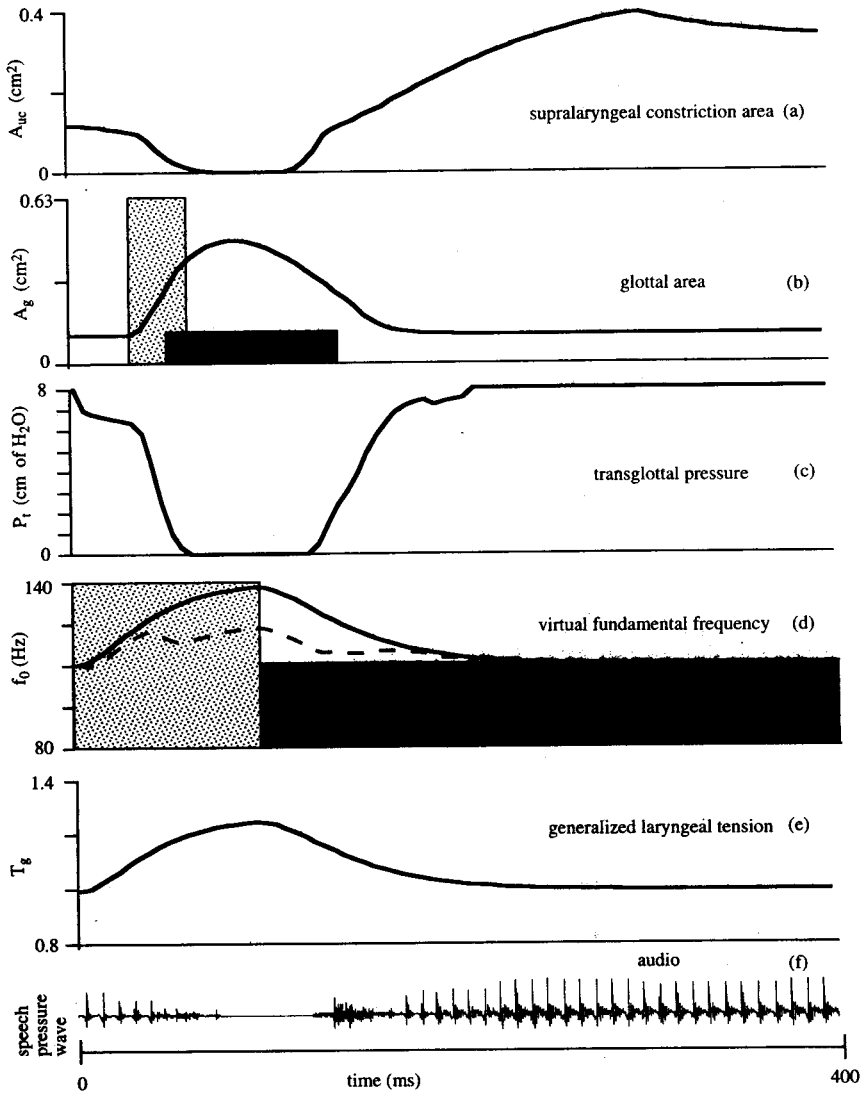 0.4
A_uc (cm²)
supralaryngeal constriction area (a)
0
0.63
A_g (cm²)
glottal area (b)
0
8
P_t (cm of H₂O)
transglottal pressure (c)
0
140
virtual fundamental frequency (d)
f₀ (Hz)
80
1.4
generalized laryngeal tension (e)
T_g
0.8
audio (f)
speech
pressure
wave
0 time (ms) 400